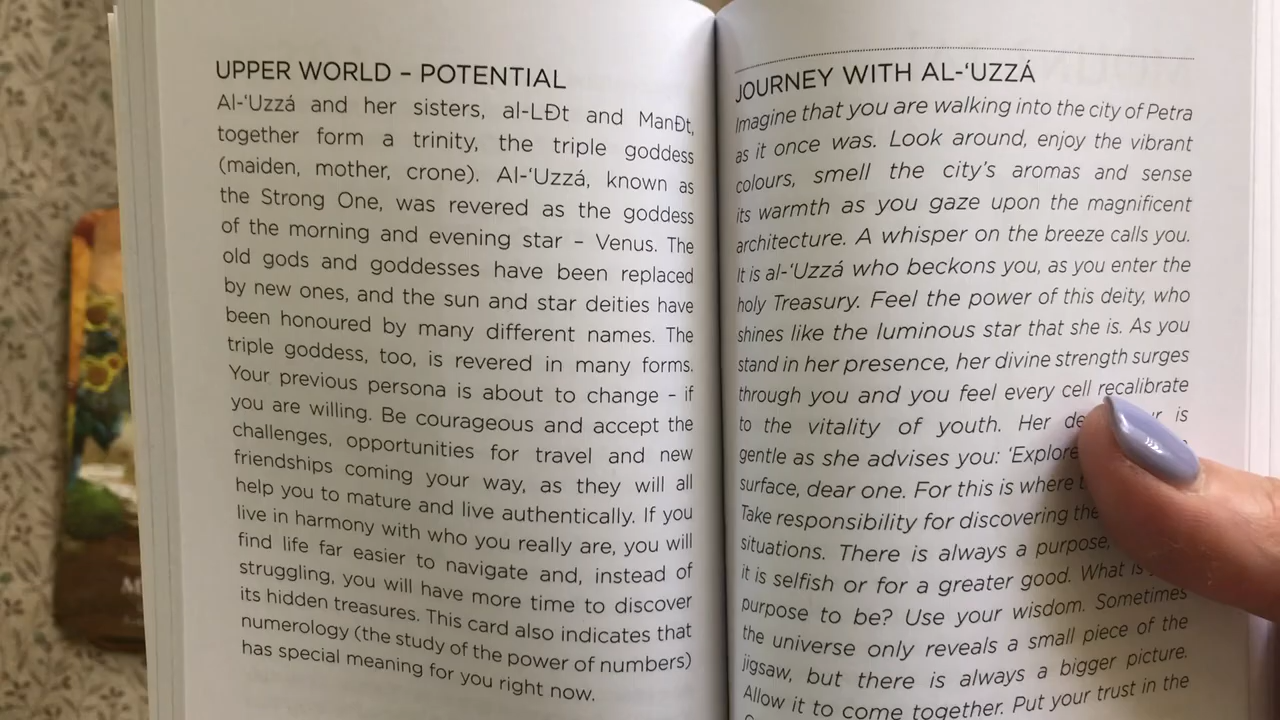 UPPER WORLD – POTENTIAL
Al-‘Uzzá and her sisters, al-LĐt and ManĐt,
together form a trinity, the triple goddess
(maiden, mother, crone). Al-‘Uzzá, known as
the Strong One, was revered as the goddess
of the morning and evening star – Venus. The
old gods and goddesses have been replaced
by new ones, and the sun and star deities have
been honoured by many different names. The
triple goddess, too, is revered in many forms.
Your previous persona is about to change – if
you are willing. Be courageous and accept the
challenges, opportunities for travel and new
friendships coming your way, as they will all
help you to mature and live authentically. If you
live in harmony with who you really are, you will
find life far easier to navigate and, instead of
struggling, you will have more time to discover
its hidden treasures. This card also indicates that
numerology (the study of the power of numbers)
has special meaning for you right now.
JOURNEY WITH AL-‘UZZÁ
Imagine that you are walking into the city of Petra
as it once was. Look around, enjoy the vibrant
colours, smell the city’s aromas and sense
its warmth as you gaze upon the magnificent
architecture. A whisper on the breeze calls you.
It is al-‘Uzzá who beckons you, as you enter the
holy Treasury. Feel the power of this deity, who
shines like the luminous star that she is. As you
stand in her presence, her divine strength surges
through you and you feel every cell recalibrate
to the vitality of youth. Her is
gentle as she advises you: ‘Explore
surface, dear one. For this is where
Take responsibility for discovering
situations. There is always a purpose,
it is selfish or for a greater good. What is
purpose to be? Use your wisdom. Sometimes
the universe only reveals a small piece of the
jigsaw, but there is always a bigger picture.
Allow it to come together. Put your trust in the